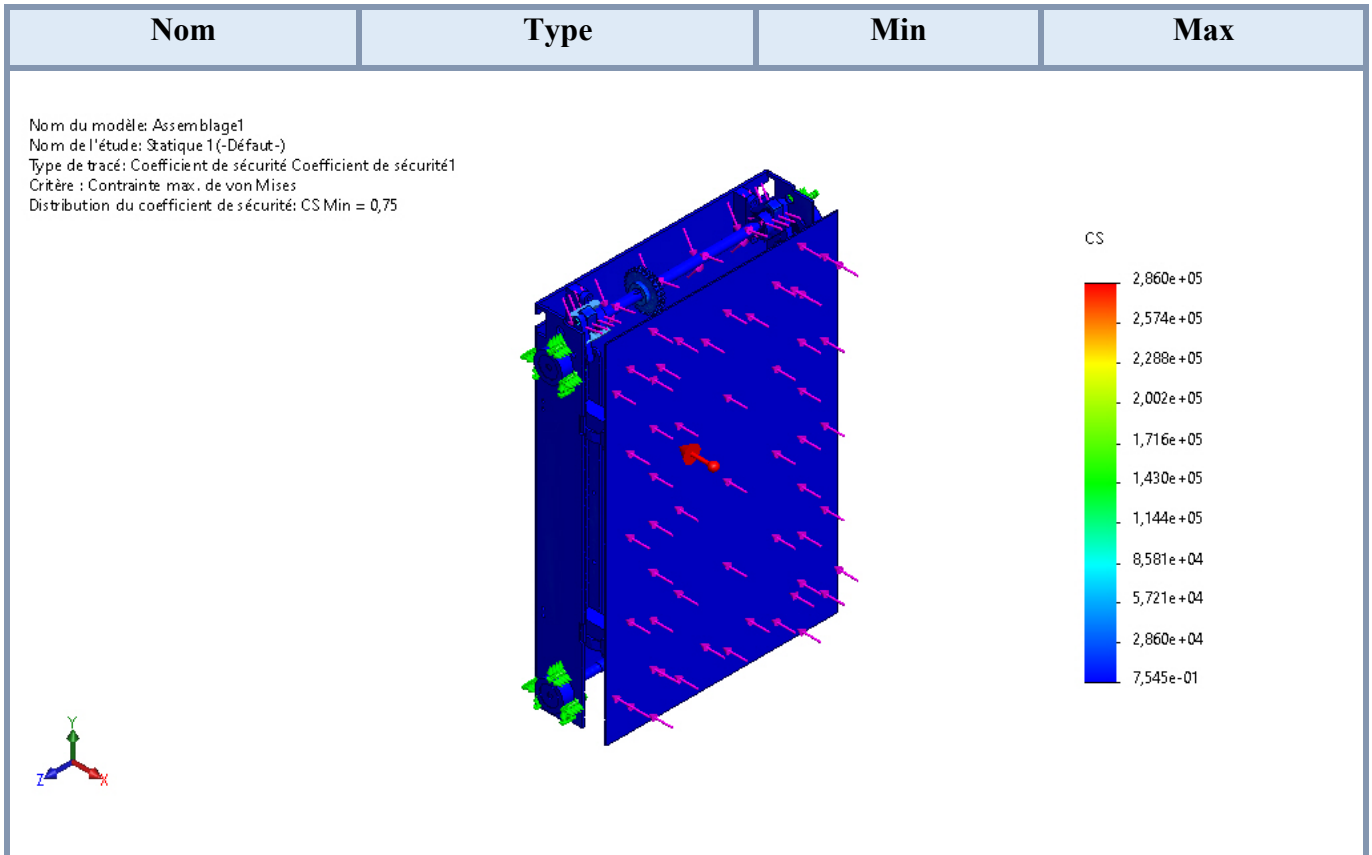 Nom Type Min Max
Nom du modèle: Assemblage1
Nom de l'étude: Statique 1(-Défaut-)
Type de tracé: Coefficient de sécurité Coefficient de sécurité1
Critère : Contrainte max. de von Mises
Distribution du coefficient de sécurité: CS Min = 0,75
CS
2,860e+05
2,574e+05
2,288e+05
2,002e+05
1,716e+05
1,430e+05
1,144e+05
8,581e+04
5,721e+04
2,860e+04
7,545e-01
Y
Z X